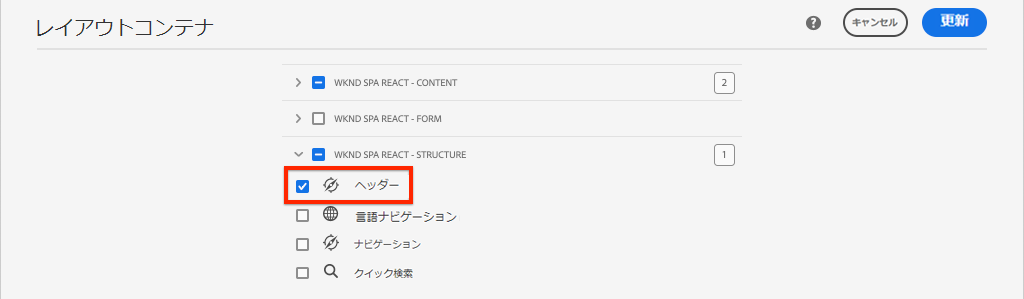 レイアウトコンテナ
? キャンセル 更新
WKND SPA REACT - CONTENT 2
WKND SPA REACT - FORM
WKND SPA REACT - STRUCTURE 1
ヘッダー
言語ナビゲーション
ナビゲーション
クイック検索